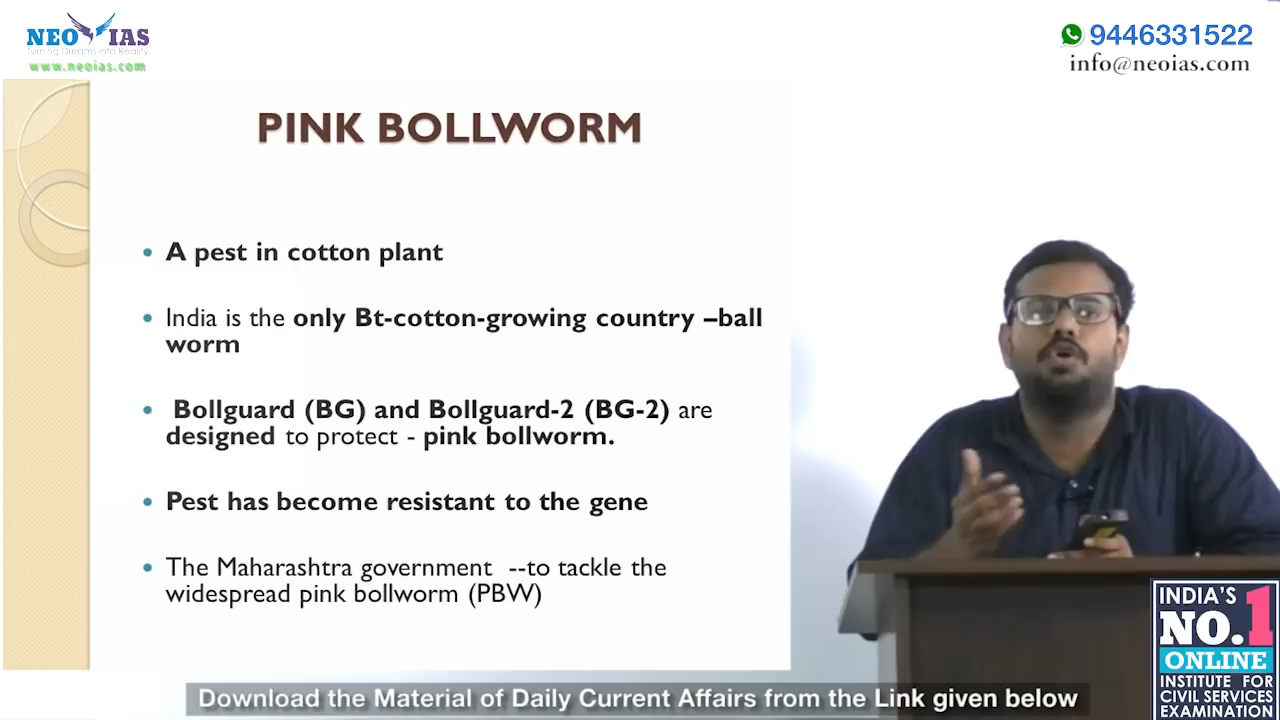 NEO IAS
Turning Dreams into Reality
www.neoias.com
9446331522
info@neoias.com
PINK BOLLWORM
• A pest in cotton plant
• India is the only Bt-cotton-growing country –ball
worm
• Bollguard (BG) and Bollguard-2 (BG-2) are
designed to protect - pink bollworm.
• Pest has become resistant to the gene
• The Maharashtra government --to tackle the
widespread pink bollworm (PBW)
INDIA'S
NO.1
ONLINE
INSTITUTE FOR
CIVIL SERVICES
EXAMINATION
Download the Material of Daily Current Affairs from the Link given below